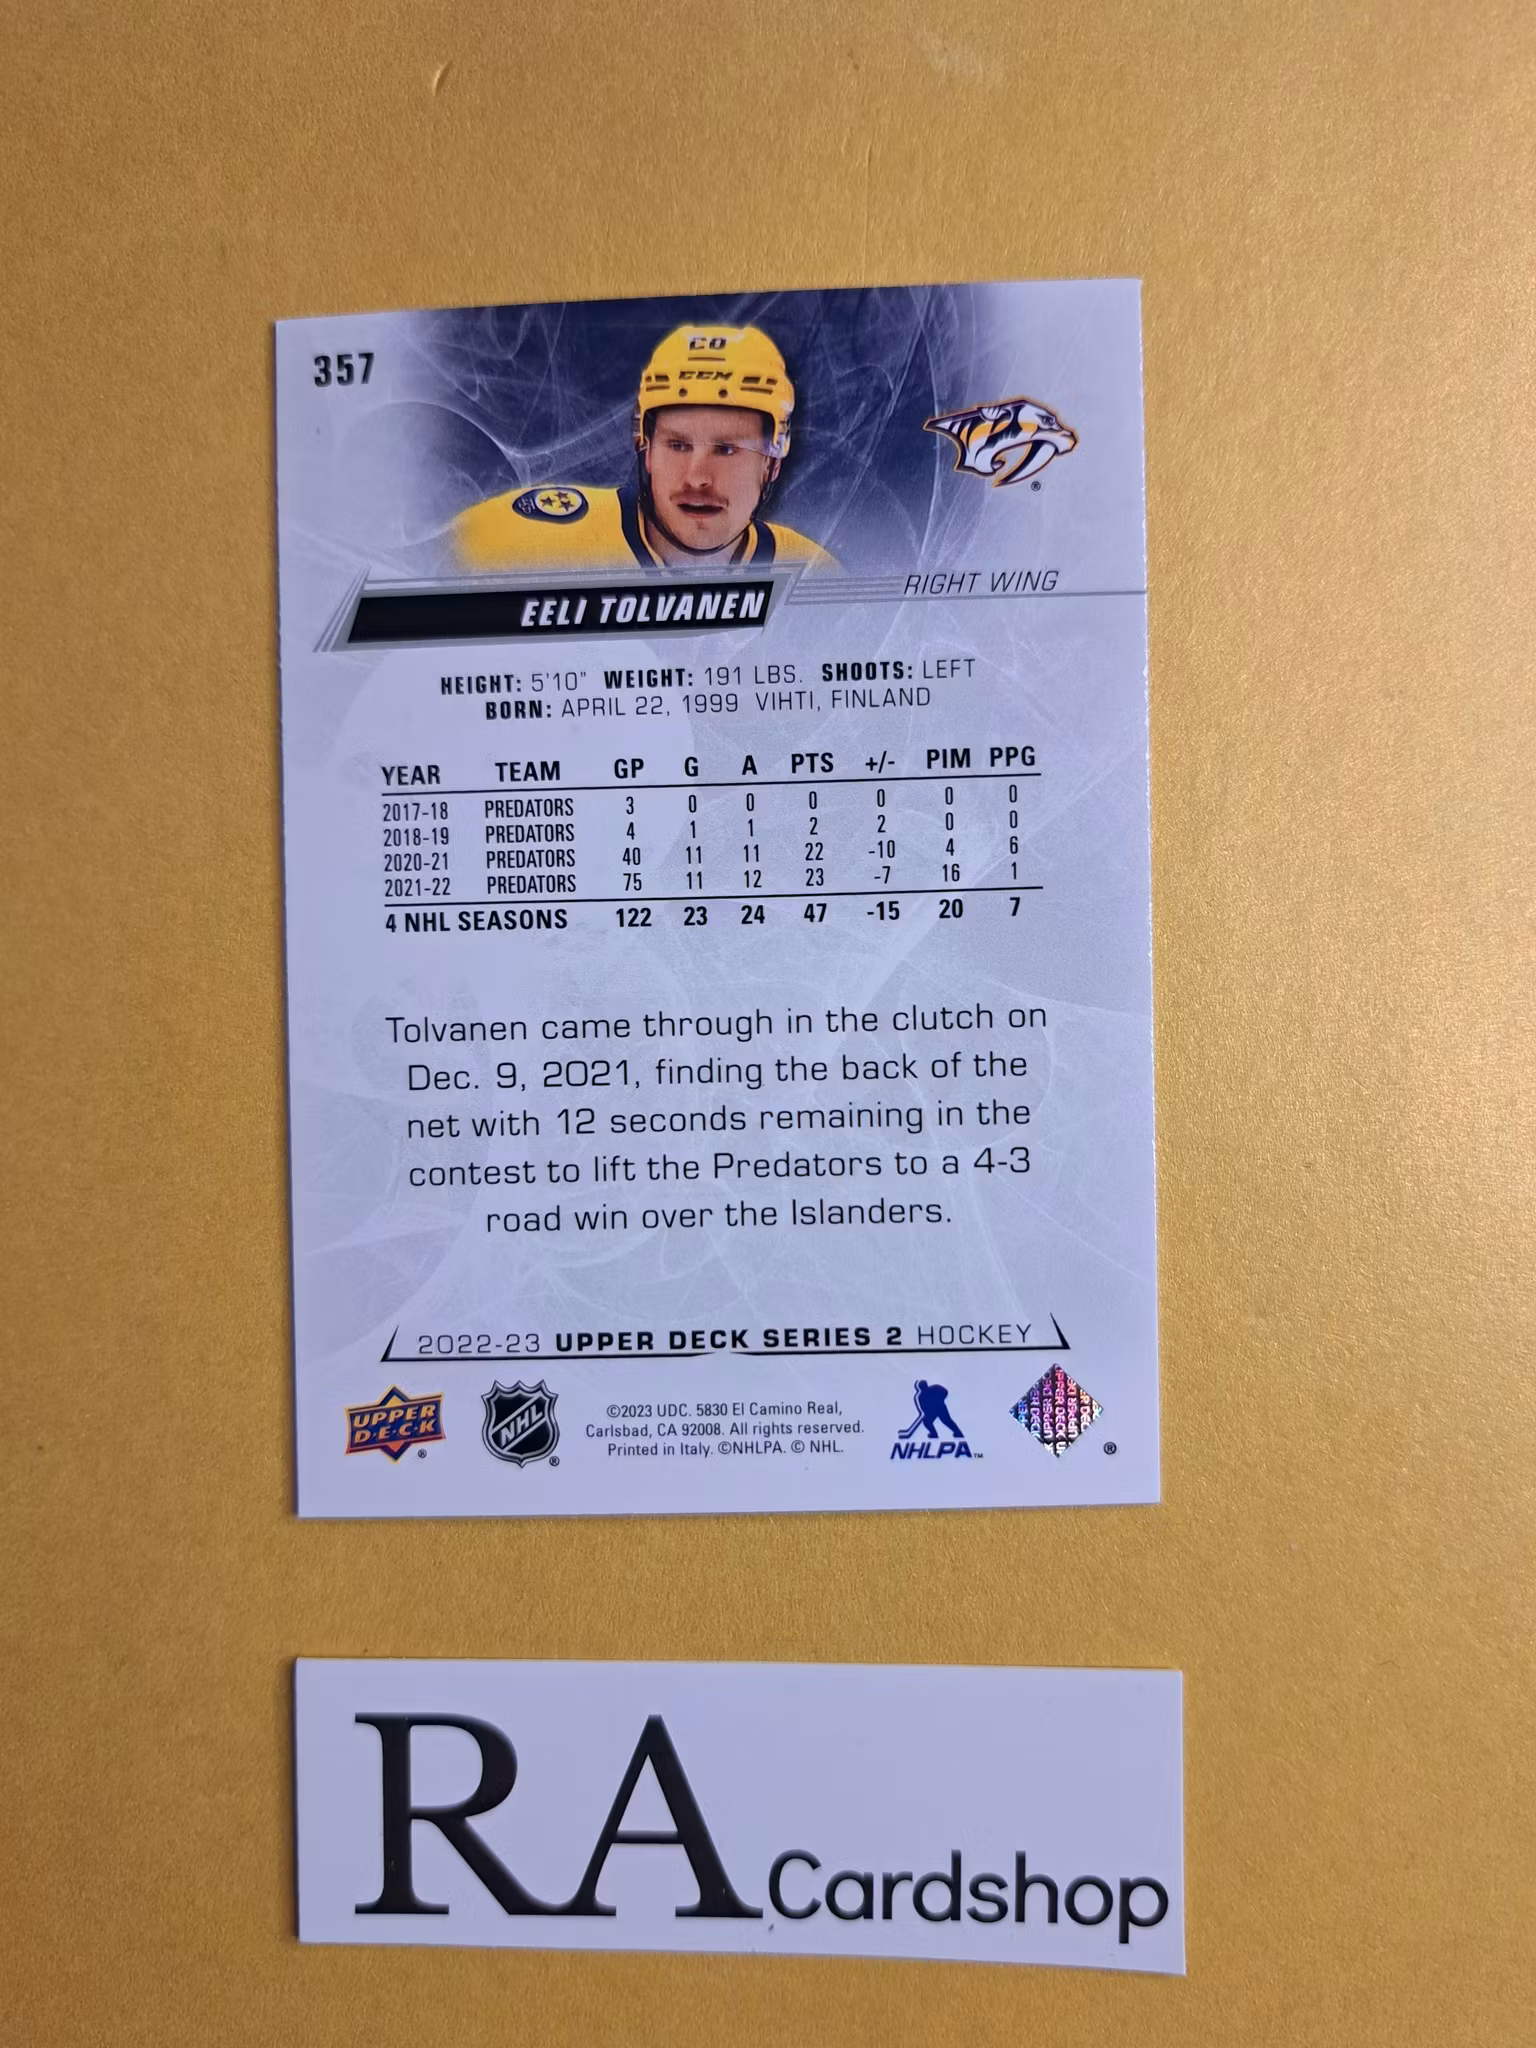 357
CO
CCM
EELI TOLVANEN
RIGHT WING
HEIGHT: 5'10" WEIGHT: 191 LBS. SHOOTS: LEFT
BORN: APRIL 22, 1999 VIHTI, FINLAND
YEAR TEAM GP G A PTS +/- PIM PPG
2017-18 PREDATORS 3 0 0 0 0 0 0
2018-19 PREDATORS 4 1 1 2 2 0 0
2020-21 PREDATORS 40 11 11 22 -10 4 6
2021-22 PREDATORS 75 11 12 23 -7 16 1
4 NHL SEASONS 122 23 24 47 -15 20 7
Tolvanen came through in the clutch on
Dec. 9, 2021, finding the back of the
net with 12 seconds remaining in the
contest to lift the Predators to a 4-3
road win over the Islanders.
2022-23 UPPER DECK SERIES 2 HOCKEY
UPPER
D·E·C·K ®
NHL ®
©2023 UDC. 5830 El Camino Real,
Carlsbad, CA 92008. All rights reserved.
Printed in Italy. ©NHLPA. © NHL.
NHLPA™
®
RA Cardshop